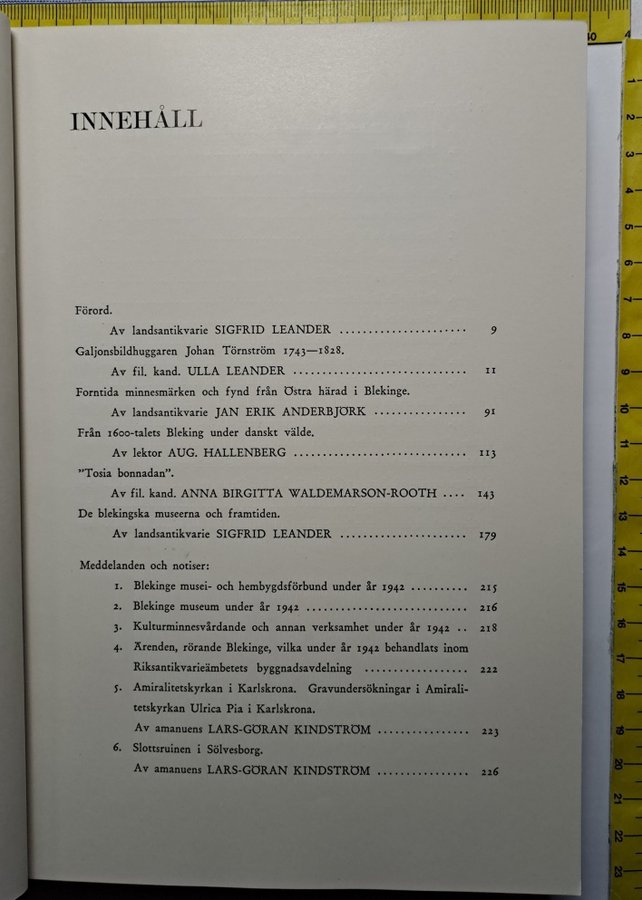 INNEHÅLL
Förord.
Av landsantikvarie SIGFRID LEANDER ...................... 9
Galjonsbildhuggaren Johan Törnström 1743—1828.
Av fil. kand. ULLA LEANDER .............................. 11
Forntida minnesmärken och fynd från Östra härad i Blekinge.
Av landsantikvarie JAN ERIK ANDERBJÖRK ................ 91
Från 1600-talets Bleking under danskt välde.
Av lektor AUG. HALLENBERG .............................. 113
”Tosia bonnadan”.
Av fil. kand. ANNA BIRGITTA WALDEMARSON-ROOTH .... 143
De blekingska museerna och framtiden.
Av landsantikvarie SIGFRID LEANDER ...................... 179
Meddelanden och notiser:
1. Blekinge musei- och hembygdsförbund under år 1942 .......... 215
2. Blekinge museum under år 1942 ............................ 216
3. Kulturminnesvårdande och annan verksamhet under år 1942 .. 218
4. Ärenden, rörande Blekinge, vilka under år 1942 behandlats inom
Riksantikvarieämbetets byggnadsavdelning .................. 222
5. Amiralitetskyrkan i Karlskrona. Gravundersökningar i Amirali-
tetskyrkan Ulrica Pia i Karlskrona.
Av amanuens LARS-GÖRAN KINDSTRÖM ................ 223
6. Slottsruinen i Sölvesborg.
Av amanuens LARS-GÖRAN KINDSTRÖM ................ 226